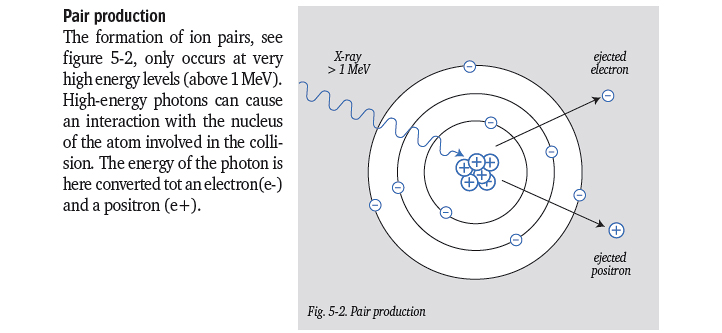 Pair production
The formation of ion pairs, see
figure 5-2, only occurs at very
high energy levels (above 1 MeV).
High-energy photons can cause
an interaction with the nucleus
of the atom involved in the colli-
sion. The energy of the photon is
here converted tot an electron(e-)
and a positron (e+).
X-ray
> 1 MeV
ejected
electron
ejected
positron
Fig. 5-2. Pair production